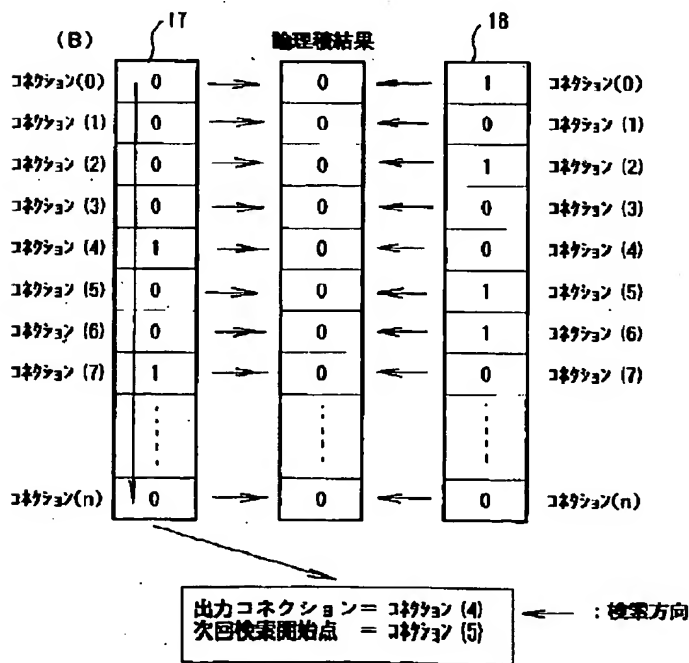 17
18
(B)
論理積結果
コネクション(0) 0 0 1 コネクション(0)
コネクション(1) 0 0 0 コネクション(1)
コネクション(2) 0 0 1 コネクション(2)
コネクション(3) 0 0 0 コネクション(3)
コネクション(4) 1 0 0 コネクション(4)
コネクション(5) 0 0 1 コネクション(5)
コネクション(6) 0 0 1 コネクション(6)
コネクション(7) 1 0 0 コネクション(7)
コネクション(n) 0 0 0 コネクション(n)
出力コネクション= コネクション(4)
次回検索開始点 = コネクション(5)
:検索方向